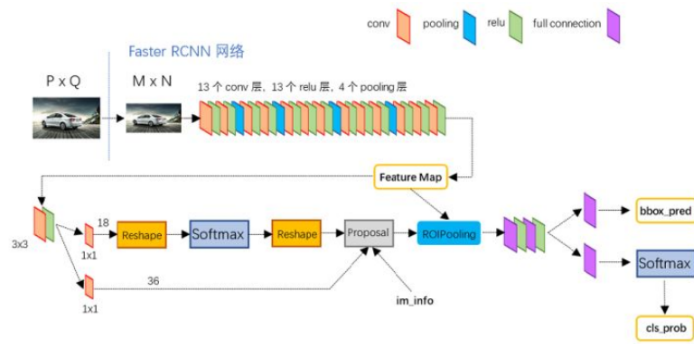 conv pooling relu full connection
Faster RCNN 网络
P x Q
M x N
13 个 conv 层，13 个 relu 层，4 个 pooling 层
Feature Map
3x3
18
1x1
Reshape
Softmax
Reshape
Proposal
ROIPooling
bbox_pred
Softmax
36
1x1
im_info
cls_prob